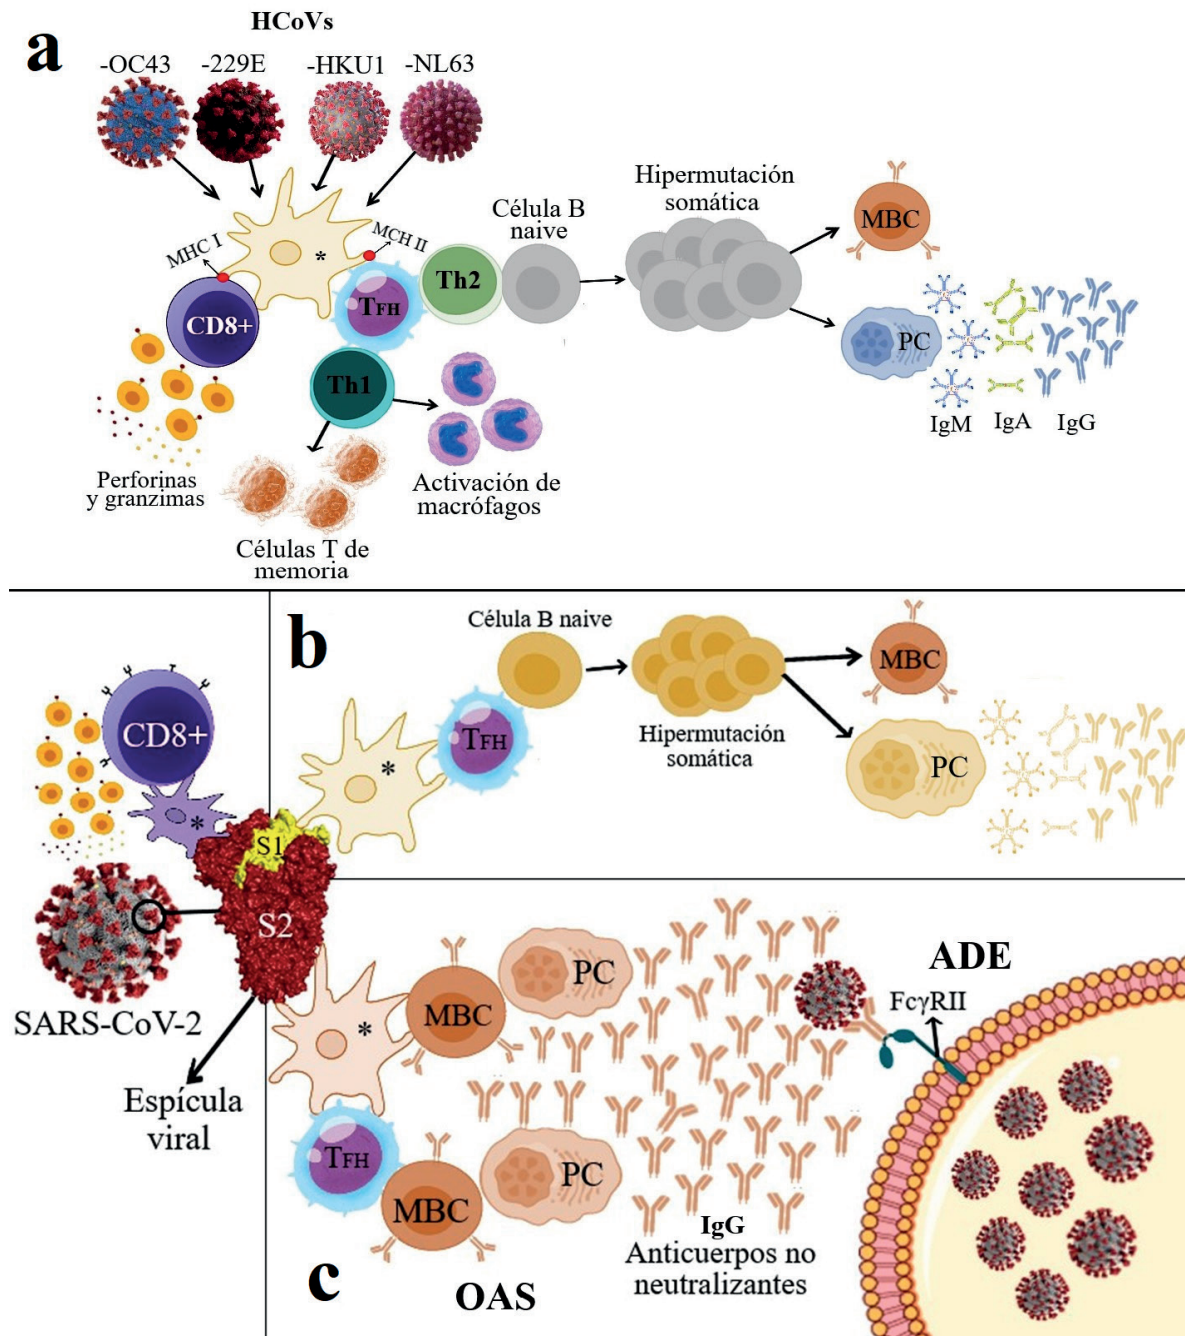 a
HCoVs
-OC43
-229E
-HKU1
-NL63
MHC I
*
MCH II
CD8+
TFH
Th2
Célula B
naive
Hipermutación
somática
MBC
PC
IgM
IgA
IgG
Th1
Perforinas
y granzimas
Células T de
memoria
Activación de
macrófagos
CD8+
*
S1
S2
SARS-CoV-2
Espícula
viral
b
*
TFH
Célula B naive
Hipermutación
somática
MBC
PC
c
*
MBC
PC
TFH
MBC
PC
OAS
IgG
Anticuerpos no
neutralizantes
ADE
FcγRII